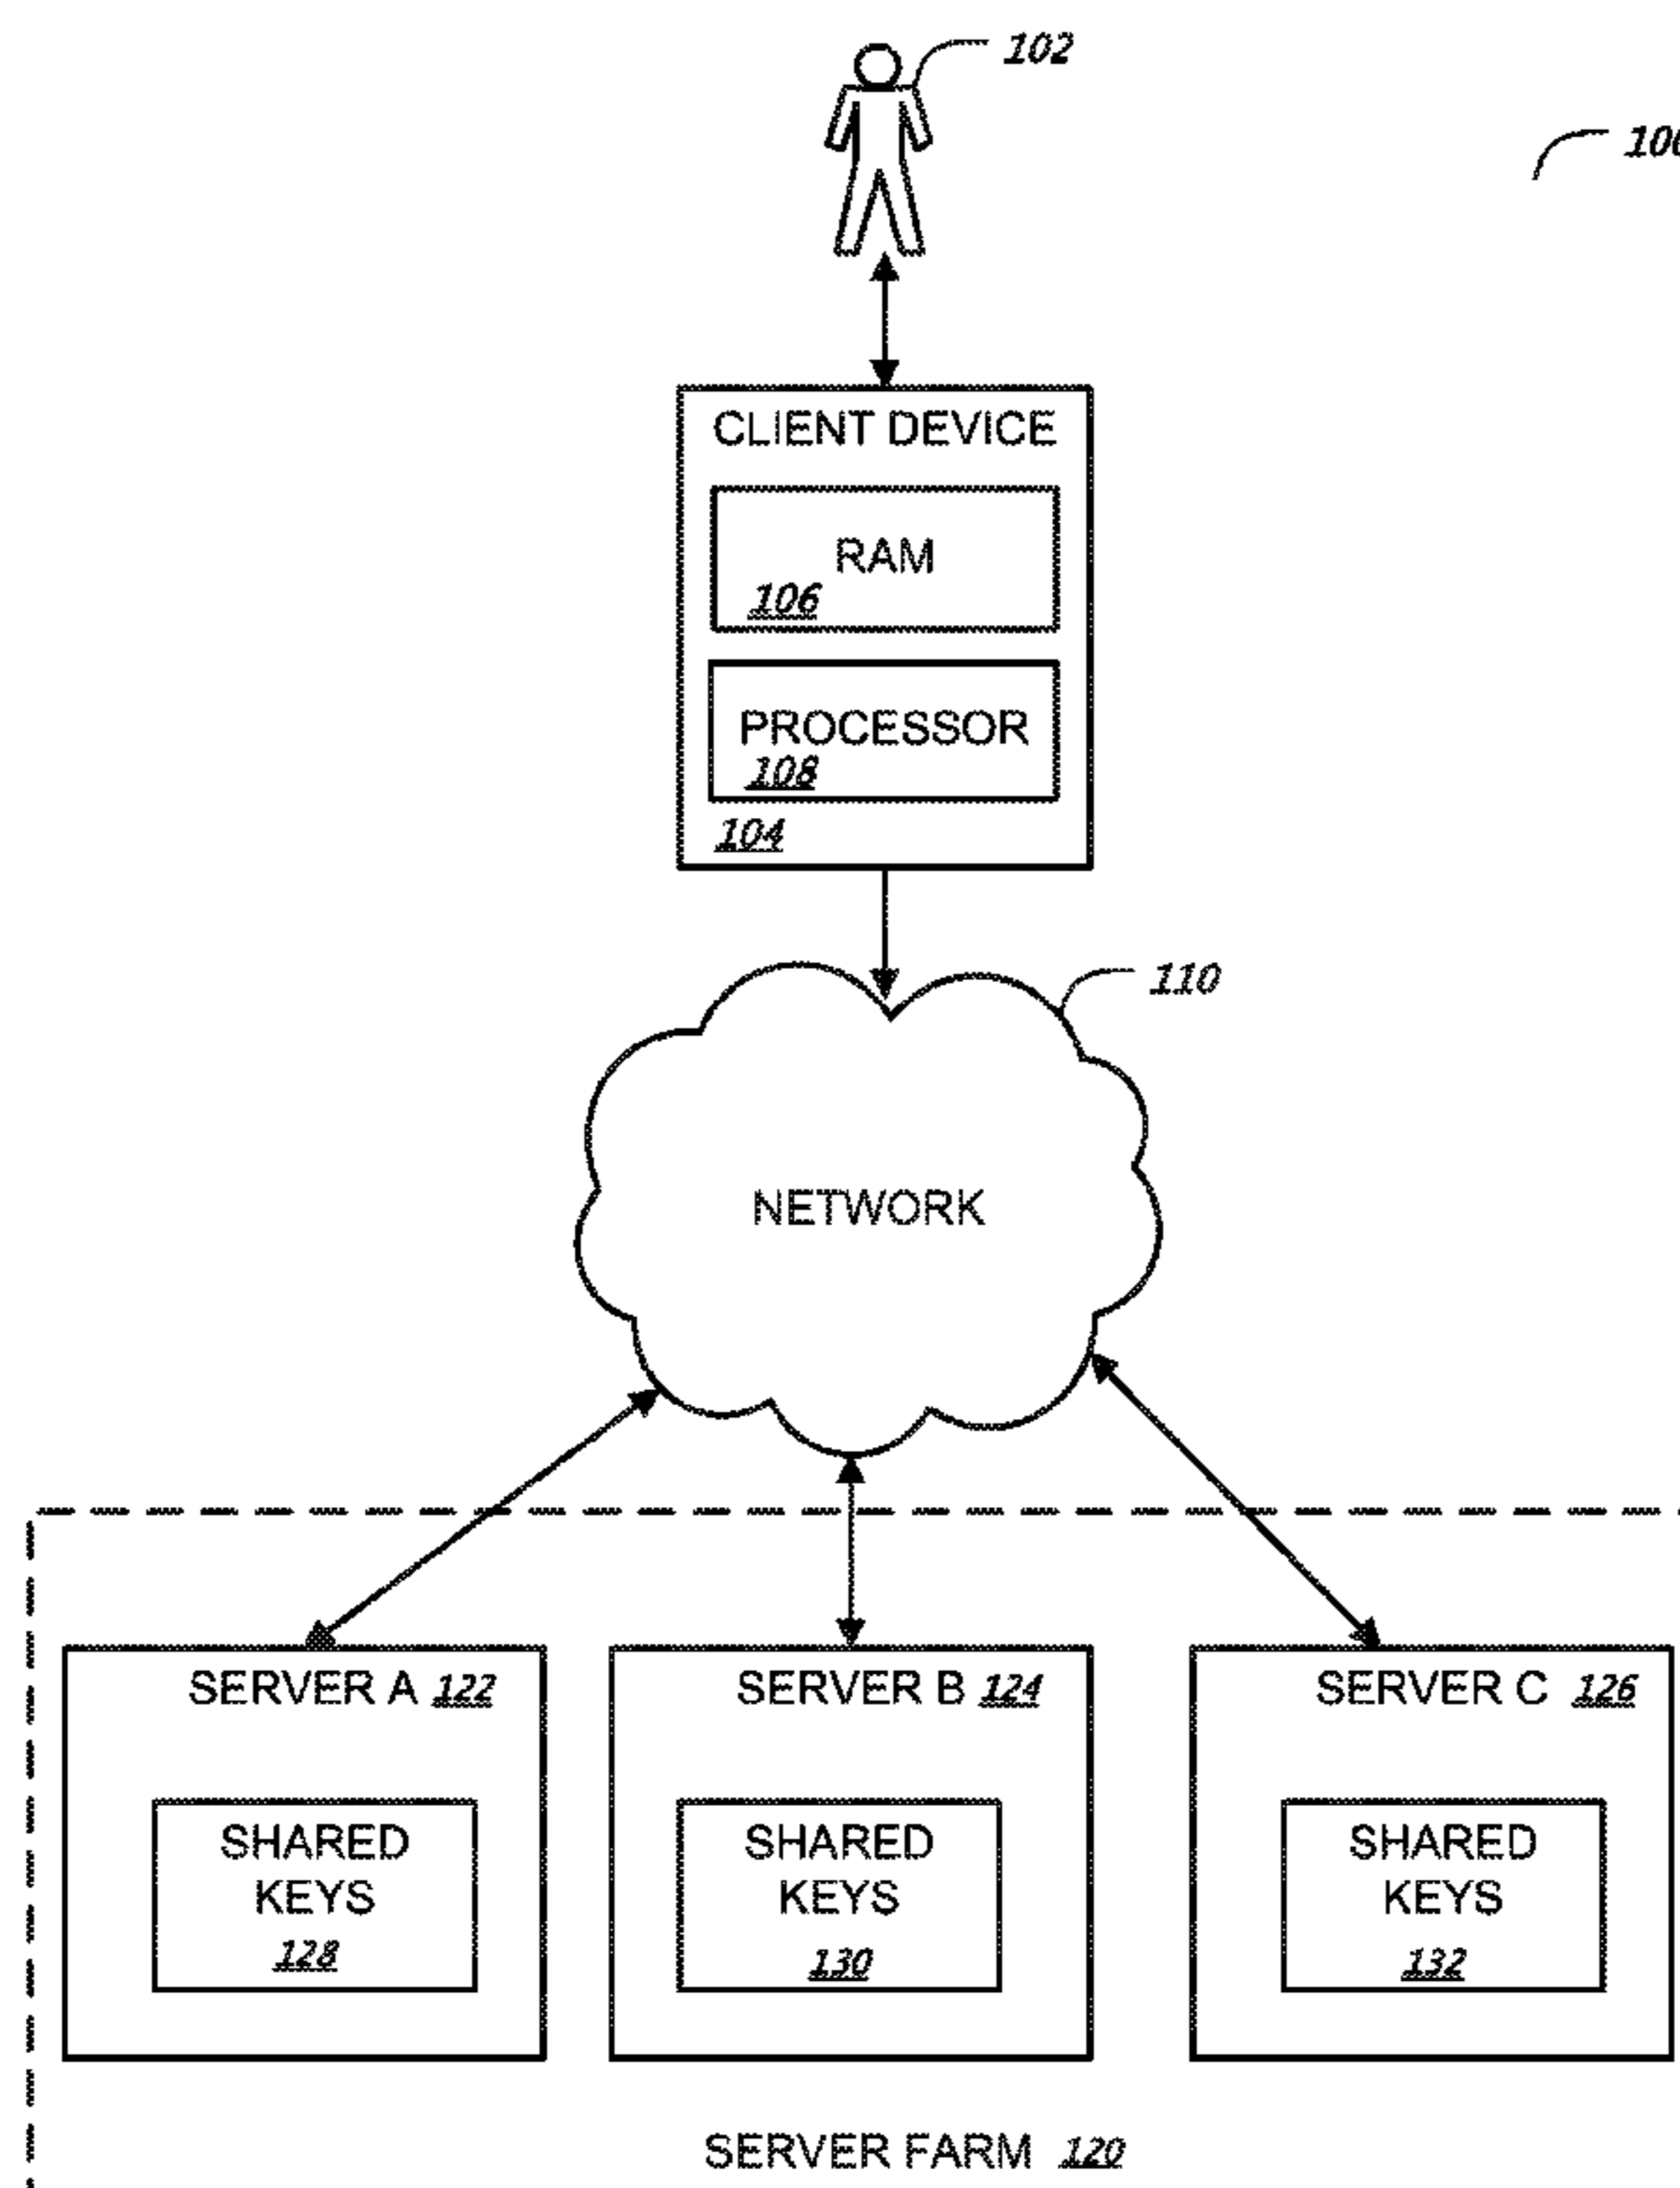 102
100
CLIENT DEVICE
RAM
106
PROCESSOR
108
104
110
NETWORK
SERVER A 122
SERVER B 124
SERVER C 126
SHARED
KEYS
128
SHARED
KEYS
130
SHARED
KEYS
132
SERVER FARM 120